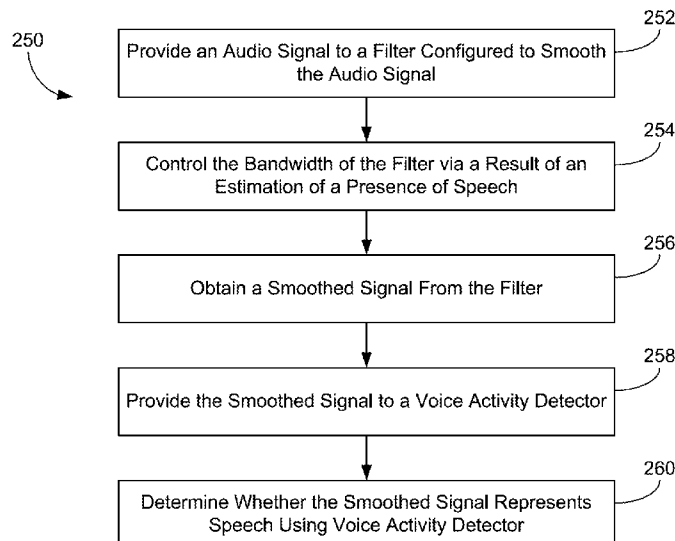 252
250
Provide an Audio Signal to a Filter Configured to Smooth
the Audio Signal
254
Control the Bandwidth of the Filter via a Result of an
Estimation of a Presence of Speech
256
Obtain a Smoothed Signal From the Filter
258
Provide the Smoothed Signal to a Voice Activity Detector
260
Determine Whether the Smoothed Signal Represents
Speech Using Voice Activity Detector